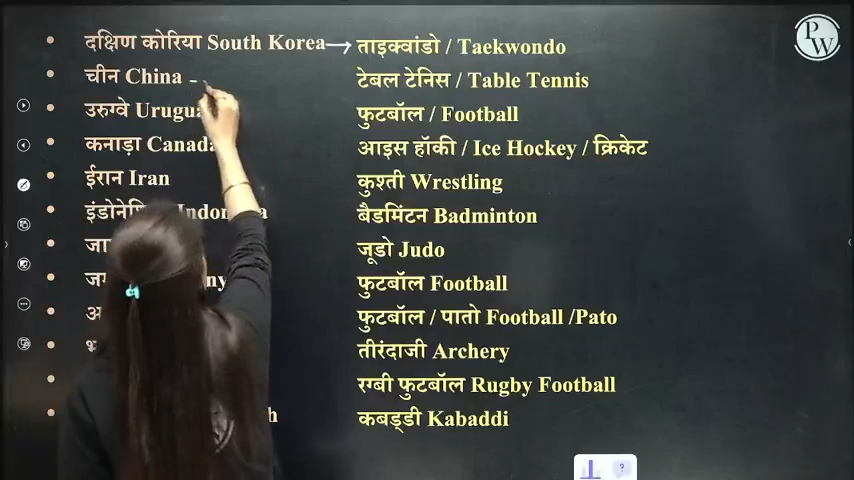 दक्षिण कोरिया South Korea → ताइक्वांडो / Taekwondo
चीन China - टेबल टेनिस / Table Tennis
उरुग्वे फुटबॉल / Football
कनाड़ा Canada आइस हॉकी / Ice Hockey / क्रिकेट
ईरान Iran कुश्ती Wrestling
बैडमिंटन Badminton
जूडो Judo
फुटबॉल Football
फुटबॉल / पातो Football /Pato
तीरंदाजी Archery
रग्बी फुटबॉल Rugby Football
कबड्डी Kabaddi
PW